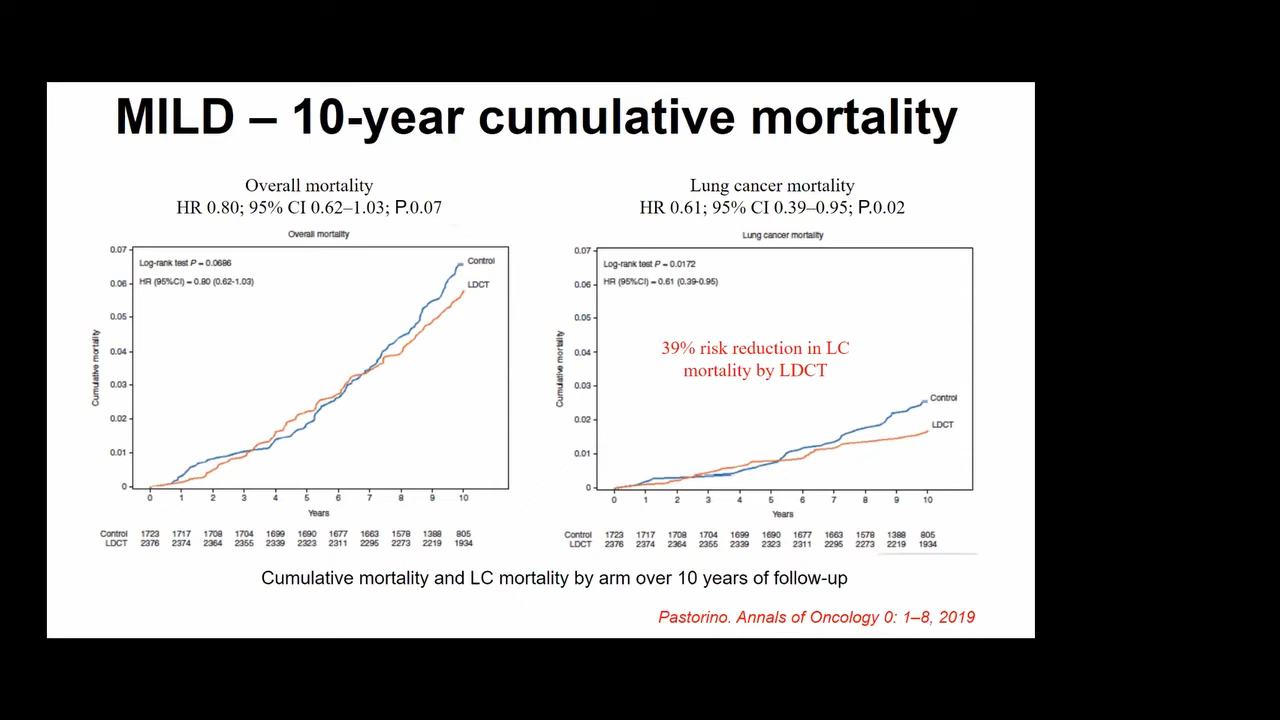 MILD – 10-year cumulative mortality
Overall mortality
HR 0.80; 95% CI 0.62–1.03; P.0.07
Overall mortality
0.07
0.06
0.05
0.04
0.03
0.02
0.01
0
Cumulative mortality
Log-rank test P = 0.0686
HR (95%CI) = 0.80 (0.62-1.03)
Control
LDCT
0 1 2 3 4 5 6 7 8 9 10
Years
Control 1723 1717 1708 1704 1699 1690 1677 1663 1578 1388 805
LDCT 2376 2374 2364 2355 2339 2323 2311 2295 2273 2219 1934
Lung cancer mortality
HR 0.61; 95% CI 0.39–0.95; P.0.02
Lung cancer mortality
0.07
0.06
0.05
0.04
0.03
0.02
0.01
0
Cumulative mortality
Log-rank test P = 0.0172
HR (95%CI) = 0.61 (0.39-0.95)
39% risk reduction in LC
mortality by LDCT
Control
LDCT
0 1 2 3 4 5 6 7 8 9 10
Years
Control 1723 1717 1708 1704 1699 1690 1677 1663 1578 1388 805
LDCT 2376 2374 2364 2355 2339 2323 2311 2295 2273 2219 1934
Cumulative mortality and LC mortality by arm over 10 years of follow-up
Pastorino. Annals of Oncology 0: 1–8, 2019